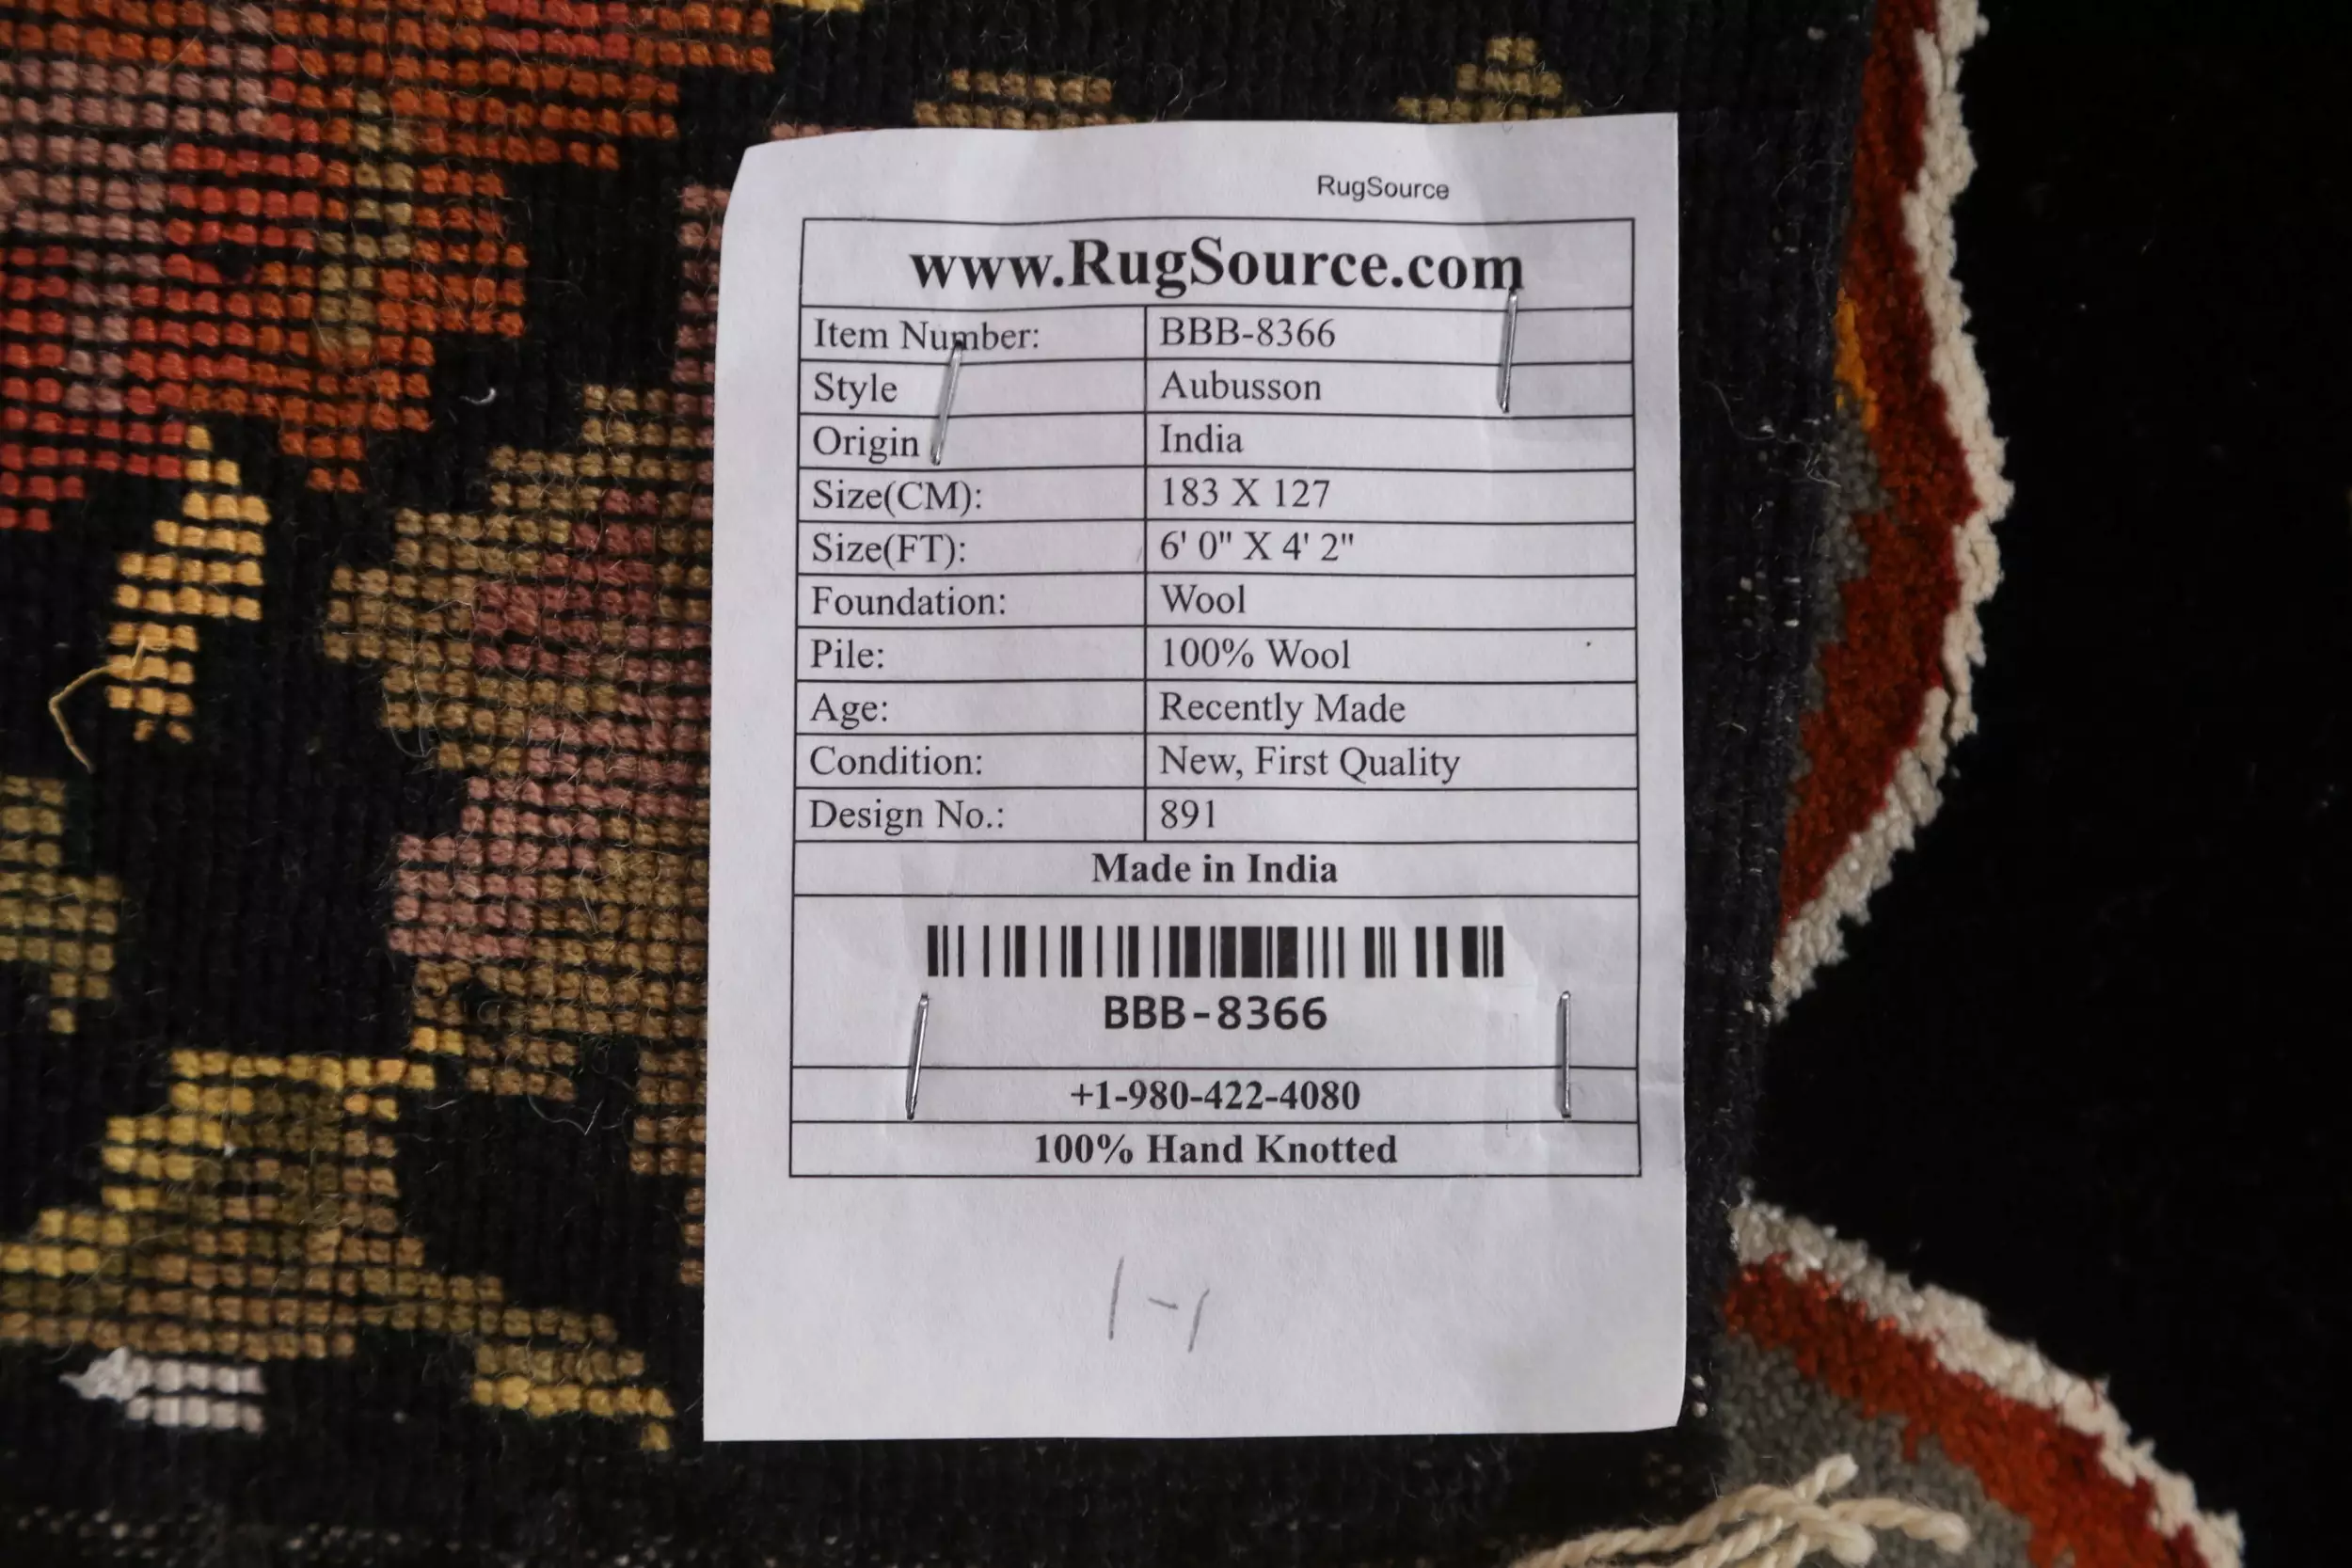 RugSource
www.RugSource.com
Item Number: BBB-8366
Style Aubusson
Origin India
Size(CM): 183 X 127
Size(FT): 6' 0" X 4' 2"
Foundation: Wool
Pile: 100% Wool
Age: Recently Made
Condition: New, First Quality
Design No.: 891
Made in India
BBB-8366
+1-980-422-4080
100% Hand Knotted
1-1